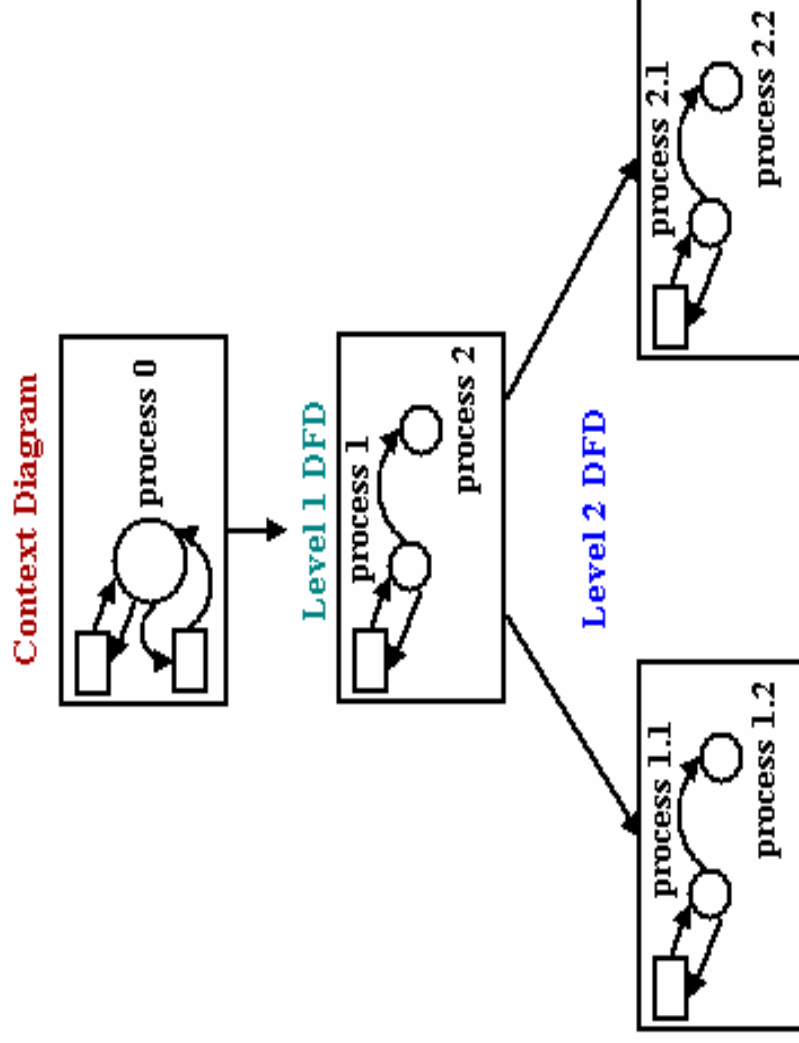 Context Diagram
process 0
Level 1 DFD
process 1
process 2
Level 2 DFD
process 1.1
process 1.2
process 2.1
process 2.2